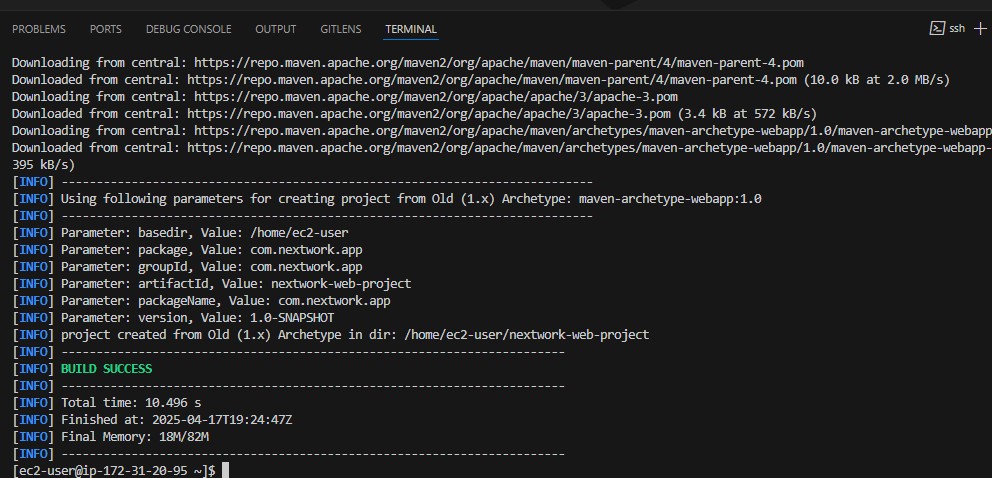 PROBLEMS PORTS DEBUG CONSOLE OUTPUT GITLENS TERMINAL ssh
Downloading from central: https://repo.maven.apache.org/maven2/org/apache/maven/maven-parent/4/maven-parent-4.pom
Downloaded from central: https://repo.maven.apache.org/maven2/org/apache/maven/maven-parent/4/maven-parent-4.pom (10.0 kB at 2.0 MB/s)
Downloading from central: https://repo.maven.apache.org/maven2/org/apache/apache/3/apache-3.pom
Downloaded from central: https://repo.maven.apache.org/maven2/org/apache/apache/3/apache-3.pom (3.4 kB at 572 kB/s)
Downloading from central: https://repo.maven.apache.org/maven2/org/apache/maven/archetypes/maven-archetype-webapp/1.0/maven-archetype-webapp
Downloaded from central: https://repo.maven.apache.org/maven2/org/apache/maven/archetypes/maven-archetype-webapp/1.0/maven-archetype-webapp-
395 kB/s)
[INFO] ----------------------------------------------------------------------------
[INFO] Using following parameters for creating project from Old (1.x) Archetype: maven-archetype-webapp:1.0
[INFO] ----------------------------------------------------------------------------
[INFO] Parameter: basedir, Value: /home/ec2-user
[INFO] Parameter: package, Value: com.nextwork.app
[INFO] Parameter: groupId, Value: com.nextwork.app
[INFO] Parameter: artifactId, Value: nextwork-web-project
[INFO] Parameter: packageName, Value: com.nextwork.app
[INFO] Parameter: version, Value: 1.0-SNAPSHOT
[INFO] project created from Old (1.x) Archetype in dir: /home/ec2-user/nextwork-web-project
[INFO] ------------------------------------------------------------------------
[INFO] BUILD SUCCESS
[INFO] ------------------------------------------------------------------------
[INFO] Total time: 10.496 s
[INFO] Finished at: 2025-04-17T19:24:47Z
[INFO] Final Memory: 18M/82M
[INFO] ------------------------------------------------------------------------
[ec2-user@ip-172-31-20-95 ~]$